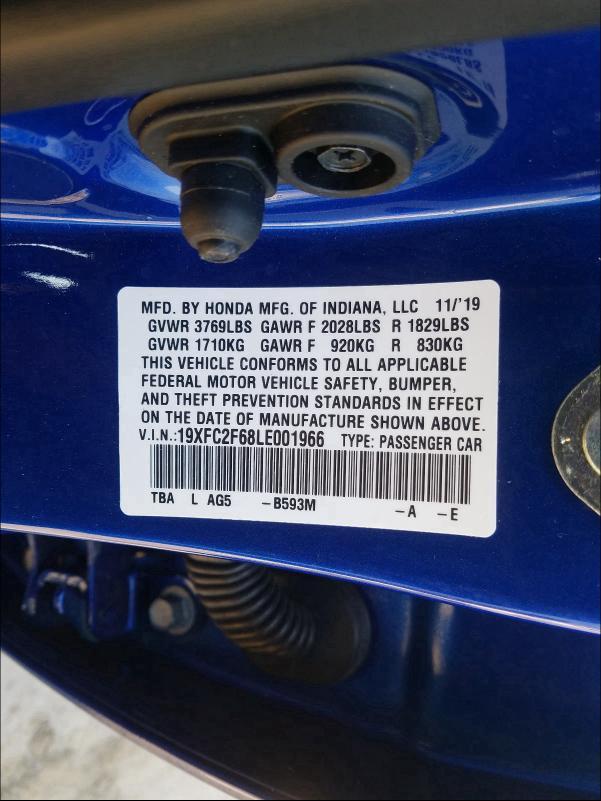 MFD. BY HONDA MFG. OF INDIANA, LLC 11/'19
GVWR 3769LBS GAWR F 2028LBS R 1829LBS
GVWR 1710KG GAWR F 920KG R 830KG
THIS VEHICLE CONFORMS TO ALL APPLICABLE
FEDERAL MOTOR VEHICLE SAFETY, BUMPER,
AND THEFT PREVENTION STANDARDS IN EFFECT
ON THE DATE OF MANUFACTURE SHOWN ABOVE.
V.I.N.:19XFC2F68LE001966 TYPE: PASSENGER CAR
TBA L AG5 -B593M -A -E